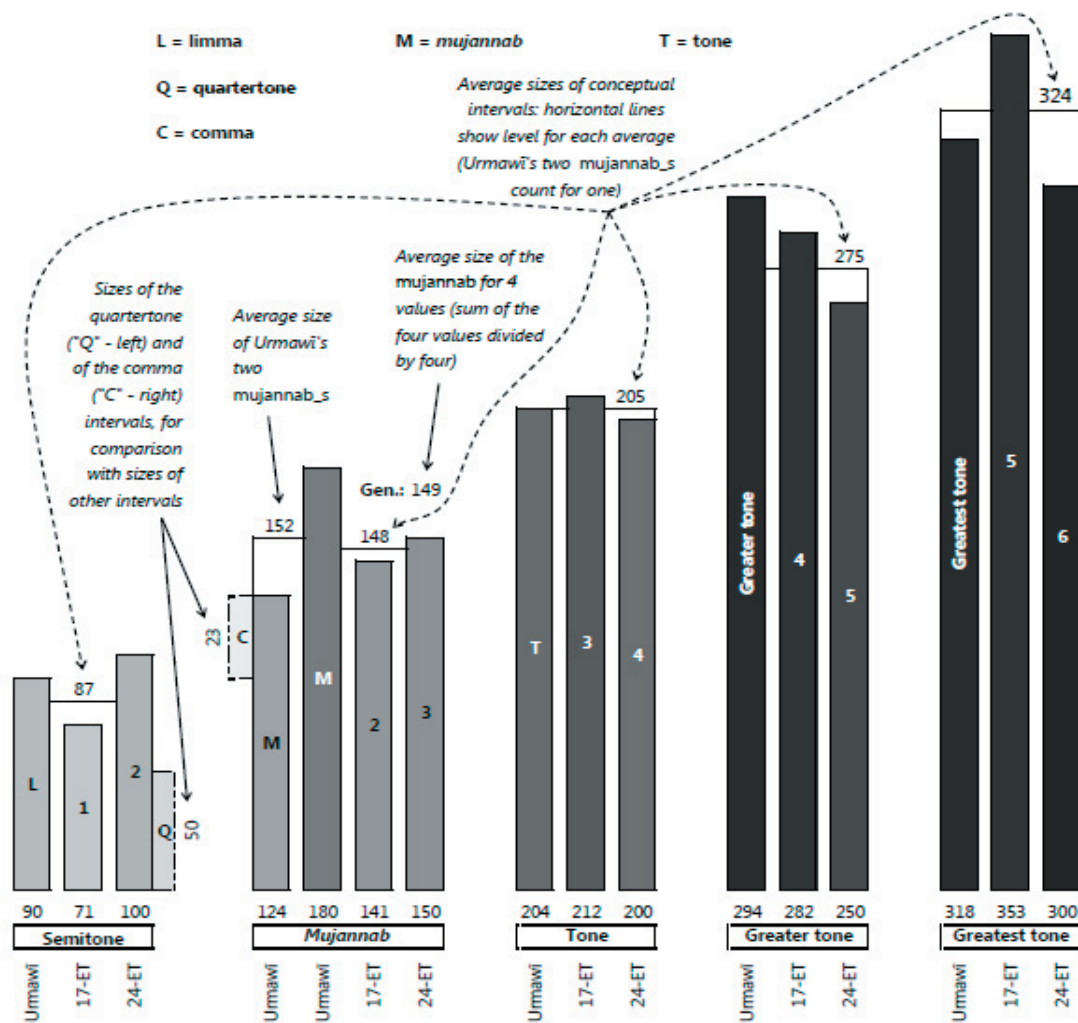 L = limma
M = mujannab
T = tone
Q = quartertone
C = comma
Average sizes of conceptual
intervals: horizontal lines
show level for each average
(Urmawī's two mujannab_s
count for one)
324
275
Sizes of the
quartertone
("Q" - left) and
of the comma
("C" - right)
intervals, for
comparison
with sizes of
other intervals
Average size
of Urmawī's
two
mujannab_s
Average size of the
mujannab for 4
values (sum of the
four values divided
by four)
205
Gen.: 149
152
148
87
23
50
L
1
2
Q
C
M
M
2
3
T
3
4
Greater tone
4
5
Greatest tone
5
6
90
71
100
124
180
141
150
204
212
200
294
282
250
318
353
300
Semitone
Mujannab
Tone
Greater tone
Greatest tone
Urmawī
17-ET
24-ET
Urmawī
Urmawī
17-ET
24-ET
Urmawī
17-ET
24-ET
Urmawī
17-ET
24-ET
Urmawī
17-ET
24-ET